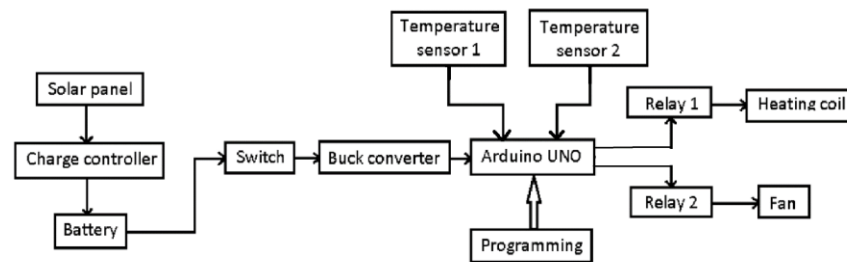 Temperature
sensor 1
Temperature
sensor 2
Solar panel
Relay 1
Heating coil
Charge controller
Switch
Buck converter
Arduino UNO
Relay 2
Fan
Battery
Programming